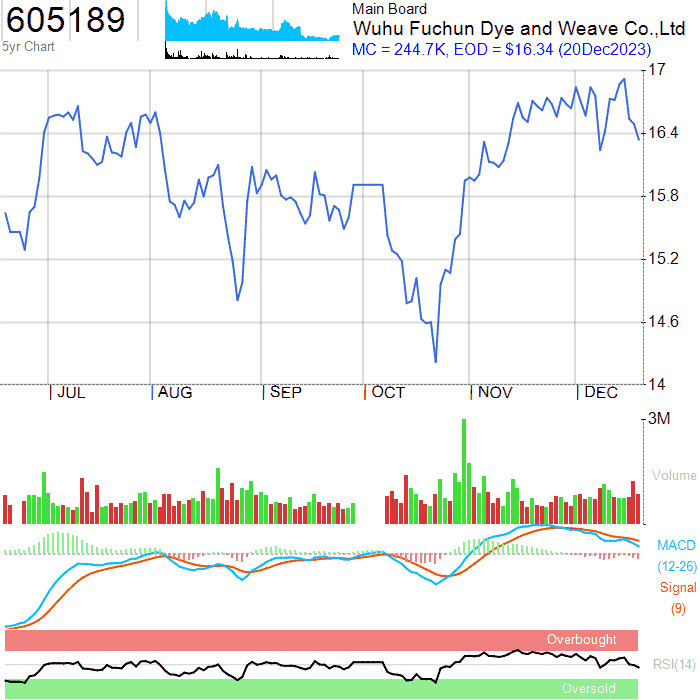 605189
5yr Chart
Main Board
Wuhu Fuchun Dye and Weave Co.,Ltd
MC = 244.7K, EOD = $16.34 (20Dec2023)
17
16.4
15.8
15.2
14.6
14
JUL
AUG
SEP
OCT
NOV
DEC
3M
Volume
MACD
(12-26)
Signal
(9)
Overbought
RSI(14)
Oversold